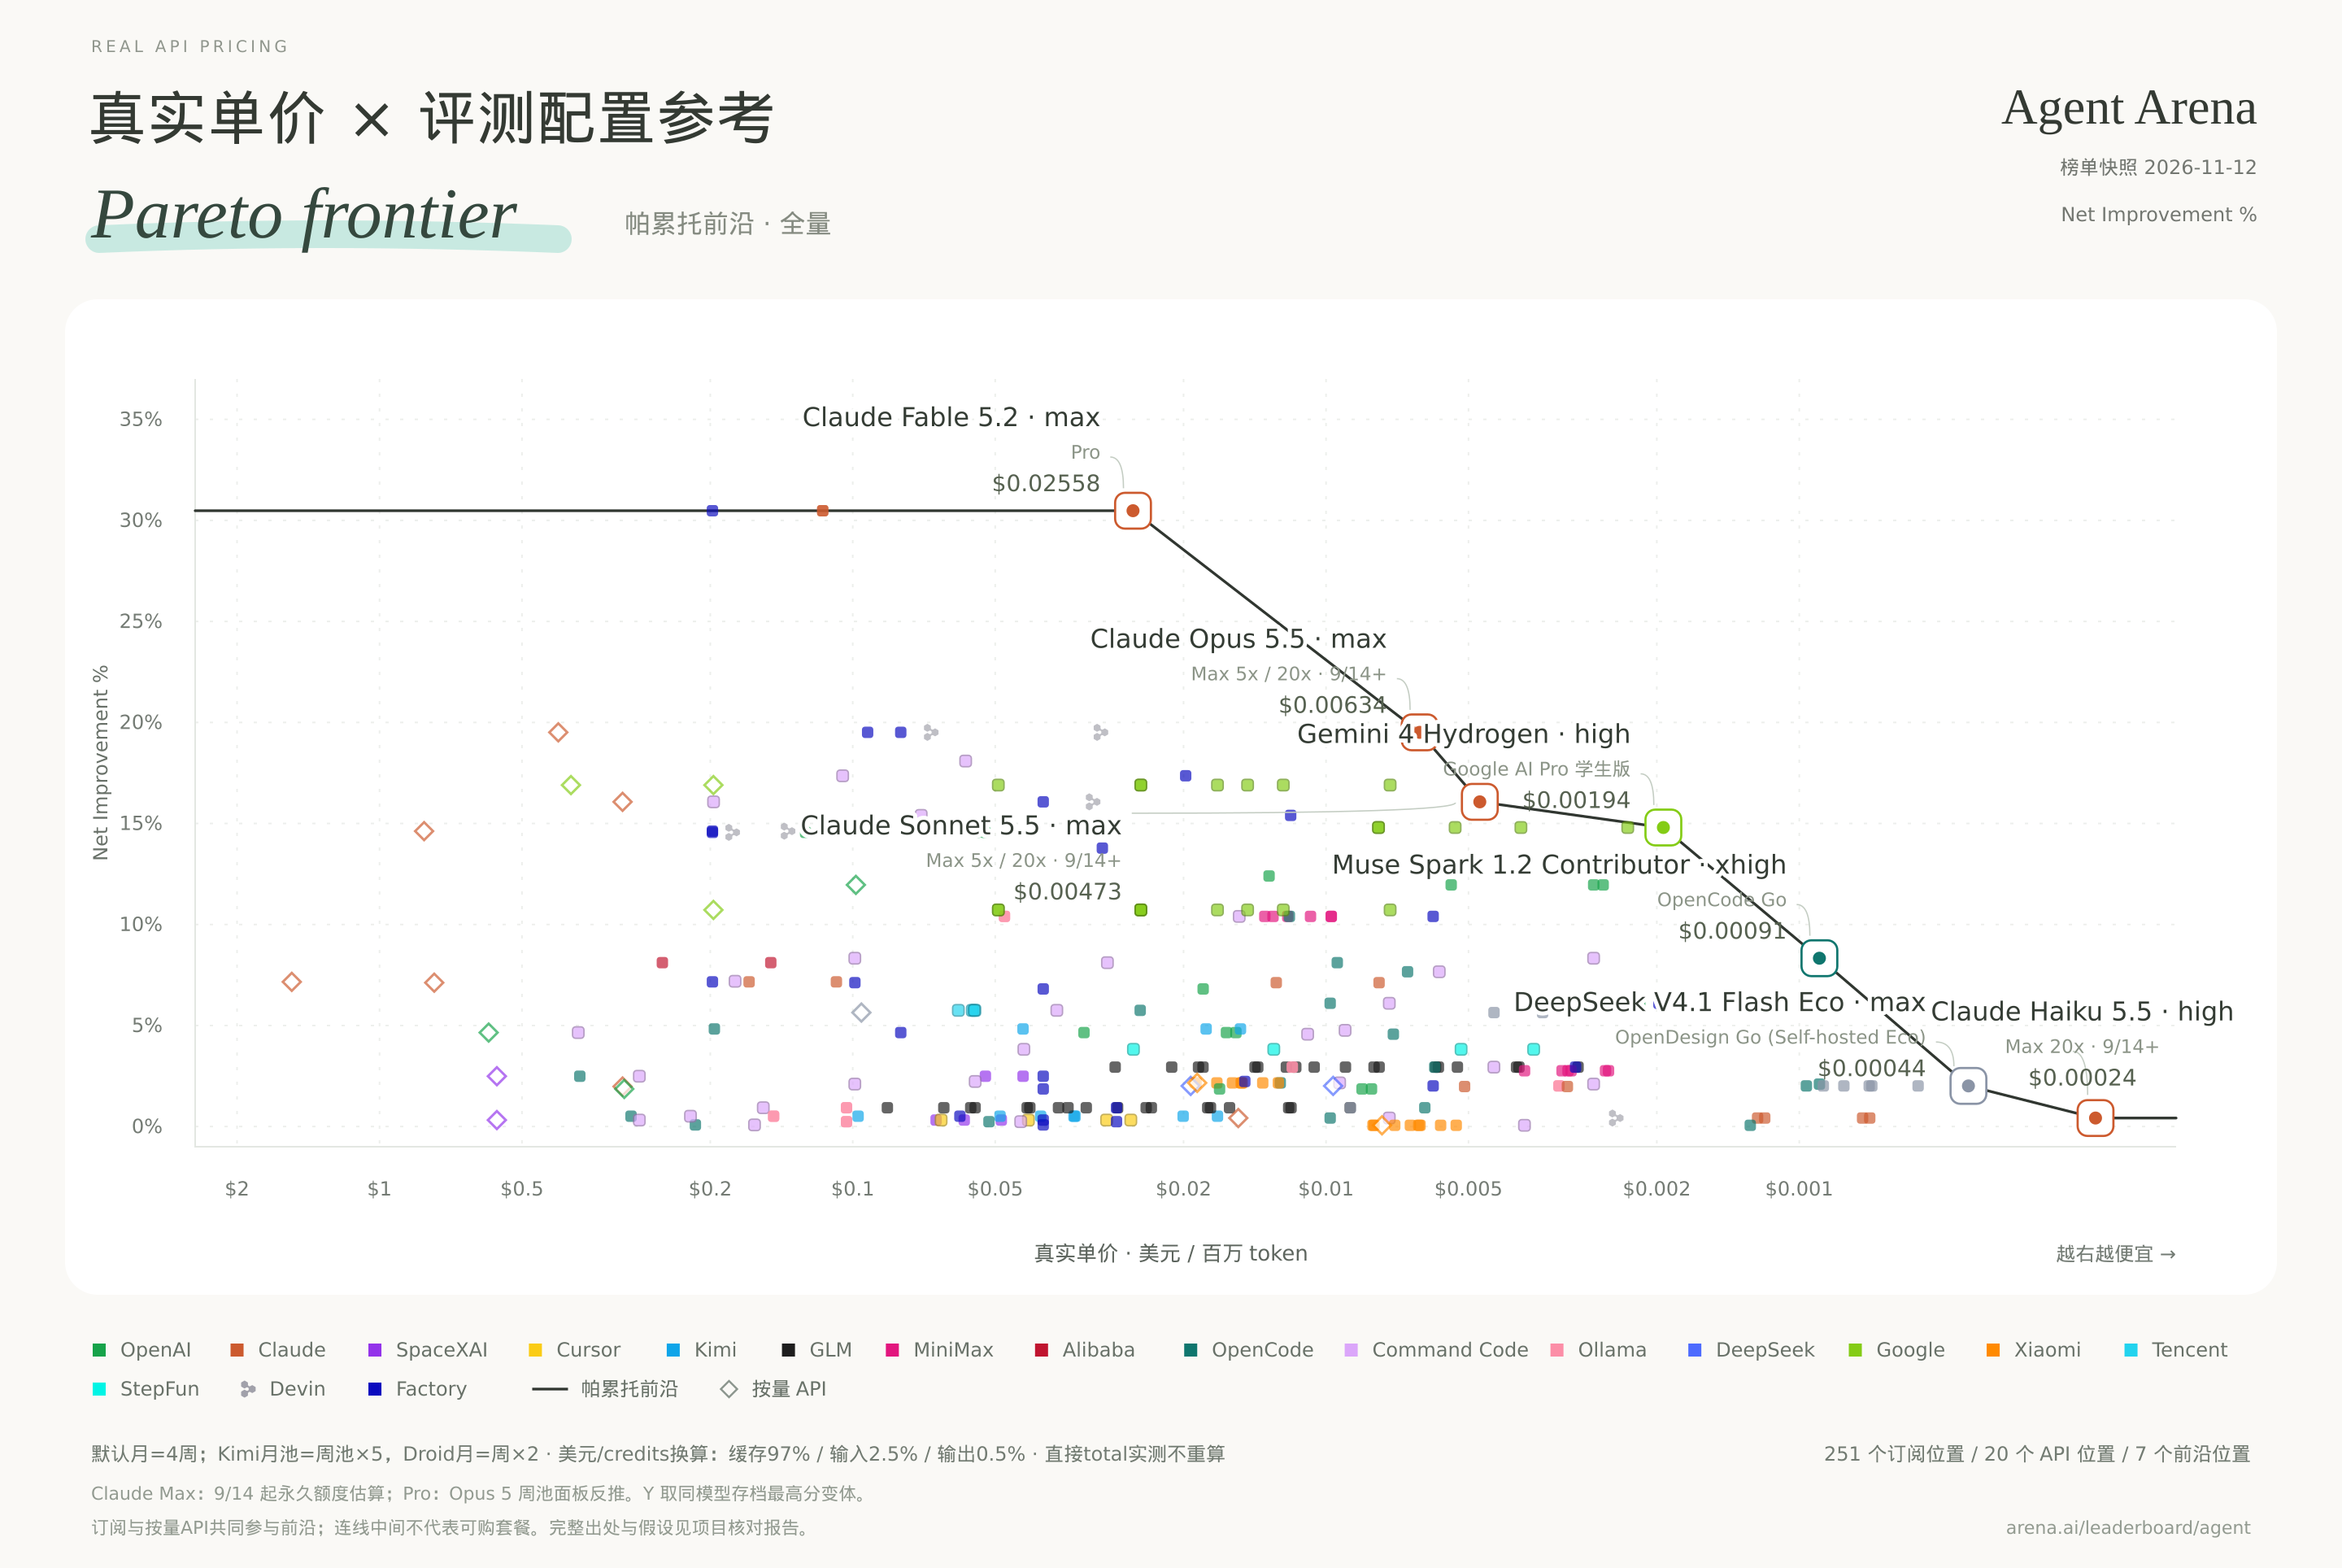 REAL API PRICING
真实单价 × 评测配置参考
Pareto frontier
帕累托前沿 · 全量
Agent Arena
榜单快照 2026-11-12
Net Improvement %
35%
30%
25%
20%
15%
10%
5%
0%
Net Improvement %
Claude Fable 5.2 · max
Pro
$0.02558
Claude Opus 5.5 · max
Max 5x / 20x · 9/14+
$0.00634
Gemini 4 Hydrogen · high
Google AI Pro 学生版
$0.00194
Claude Sonnet 5.5 · max
Max 5x / 20x · 9/14+
$0.00473
Muse Spark 1.2 Contributor · xhigh
OpenCode Go
$0.00091
DeepSeek V4.1 Flash Eco · max
OpenDesign Go (Self-hosted Eco)
$0.00044
Claude Haiku 5.5 · high
Max 20x · 9/14+
$0.00024
$2
$1
$0.5
$0.2
$0.1
$0.05
$0.02
$0.01
$0.005
$0.002
$0.001
真实单价 · 美元 / 百万 token
越右越便宜 →
OpenAI
Claude
SpaceXAI
Cursor
Kimi
GLM
MiniMax
Alibaba
OpenCode
Command Code
Ollama
DeepSeek
Google
Xiaomi
Tencent
StepFun
Devin
Factory
帕累托前沿
按量 API
默认月=4周；Kimi月池=周池×5，Droid月=周×2 · 美元/credits换算：缓存97% / 输入2.5% / 输出0.5% · 直接total实测不重算
251 个订阅位置 / 20 个 API 位置 / 7 个前沿位置
Claude Max：9/14 起永久额度估算；Pro：Opus 5 周池面板反推。Y 取同模型存档最高分变体。
订阅与按量API共同参与前沿；连线中间不代表可购套餐。完整出处与假设见项目核对报告。
arena.ai/leaderboard/agent